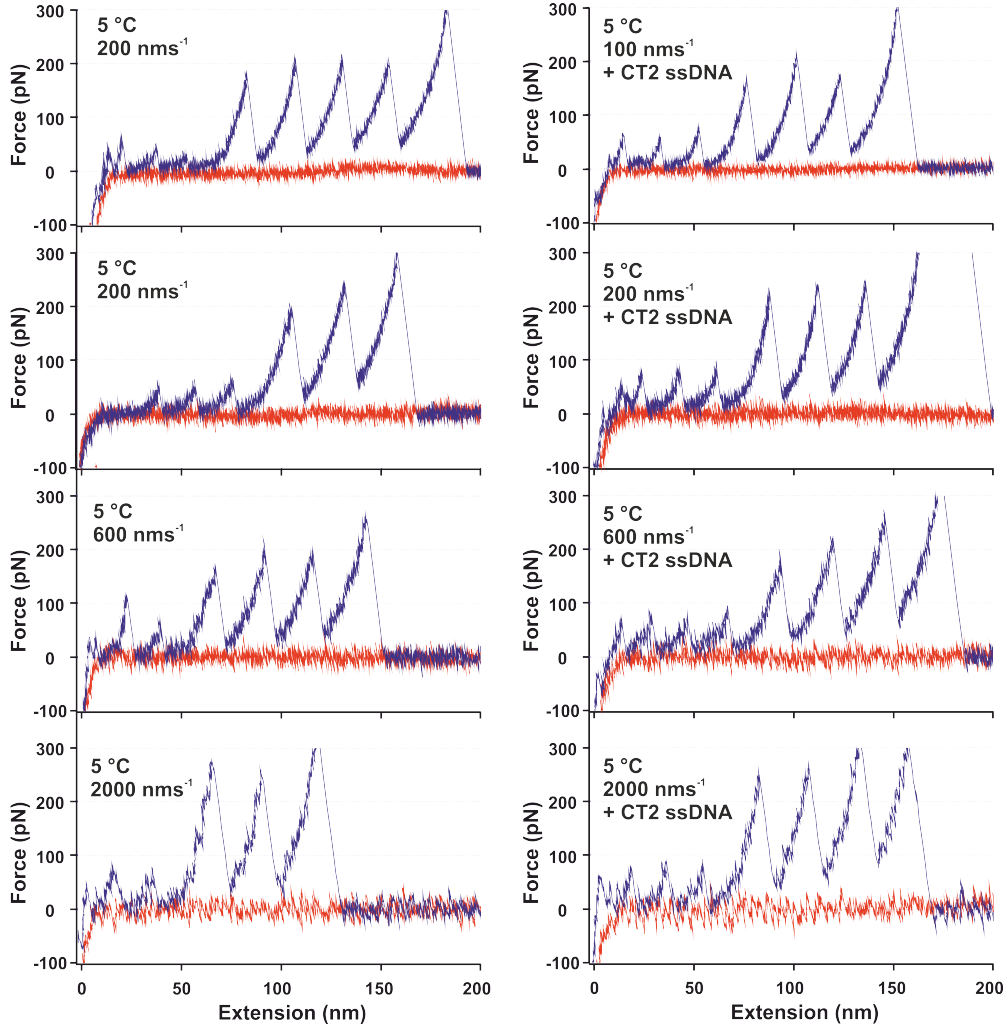 5 °C
200 nms⁻¹
Force (pN)
300
200
100
0
-100
5 °C
100 nms⁻¹
+ CT2 ssDNA
Force (pN)
300
200
100
0
-100
5 °C
200 nms⁻¹
Force (pN)
300
200
100
0
-100
5 °C
200 nms⁻¹
+ CT2 ssDNA
Force (pN)
300
200
100
0
-100
5 °C
600 nms⁻¹
Force (pN)
300
200
100
0
-100
5 °C
600 nms⁻¹
+ CT2 ssDNA
Force (pN)
300
200
100
0
-100
5 °C
2000 nms⁻¹
Force (pN)
300
200
100
0
-100
0 50 100 150 200
Extension (nm)
5 °C
2000 nms⁻¹
+ CT2 ssDNA
Force (pN)
300
200
100
0
-100
0 50 100 150 200
Extension (nm)